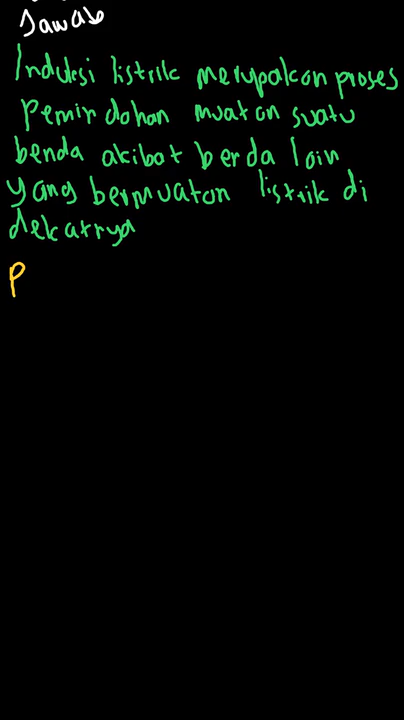 Jawab
Induksi listrik merupakan proses
pemindahan muatan suatu
benda akibat benda lain
yang bermuatan listrik di
dekatnya
P